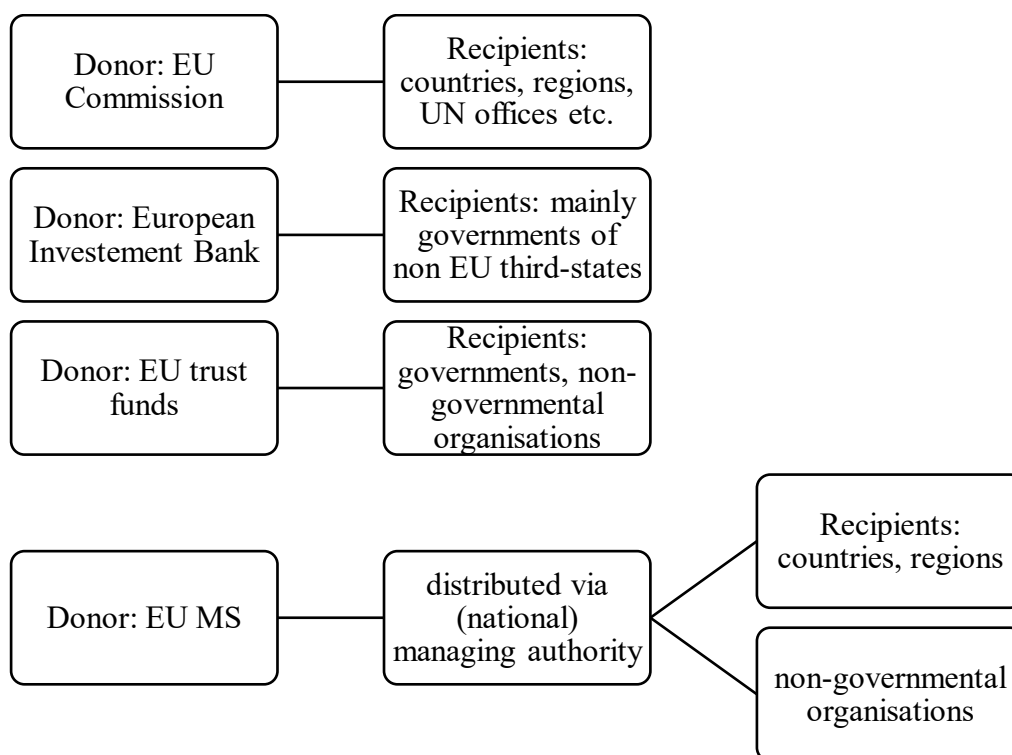 Donor: EU
Commission
Recipients:
countries, regions,
UN offices etc.
Donor: European
Investement Bank
Recipients: mainly
governments of
non EU third-states
Donor: EU trust
funds
Recipients:
governments, non-
governmental
organisations
Donor: EU MS
distributed via
(national)
managing authority
Recipients:
countries, regions
non-governmental
organisations